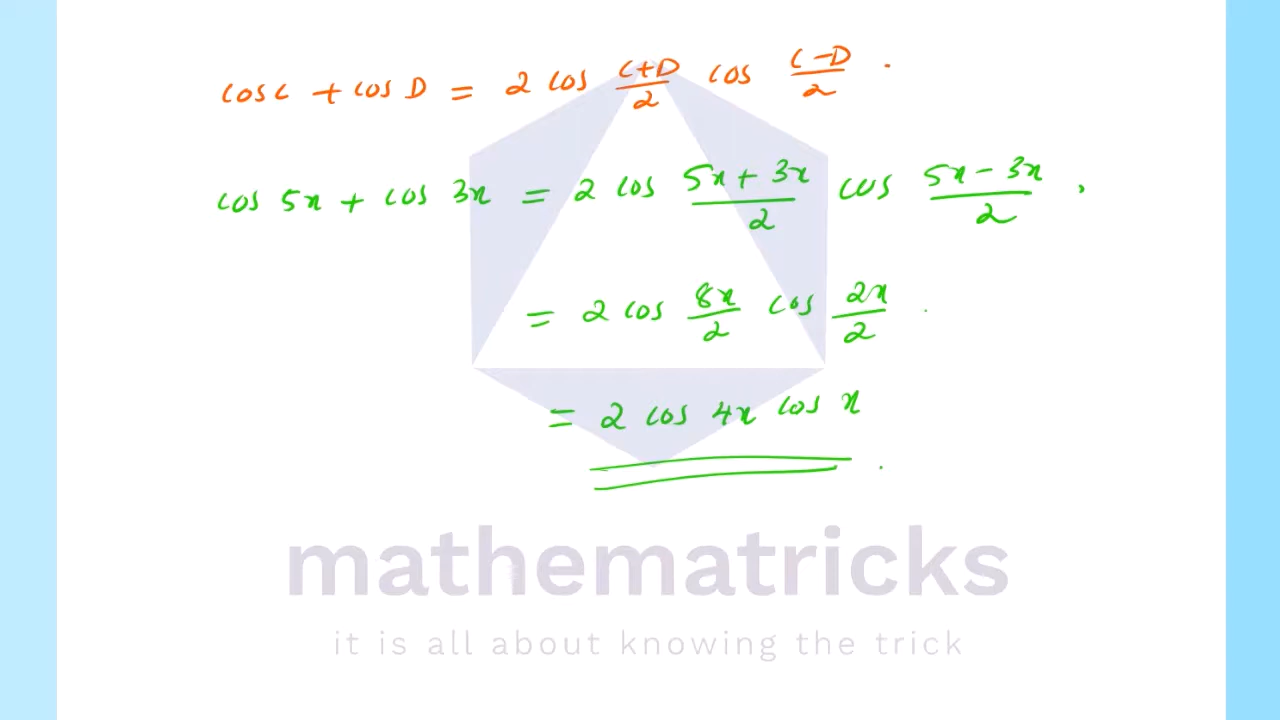 cos C + cos D = 2 cos (C+D)/2 cos (C-D)/2 .
cos 5x + cos 3x = 2 cos (5x + 3x)/2 cos (5x - 3x)/2 ,
= 2 cos 8x/2 cos 2x/2 .
= 2 cos 4x cos x .
mathematricks
it is all about knowing the trick